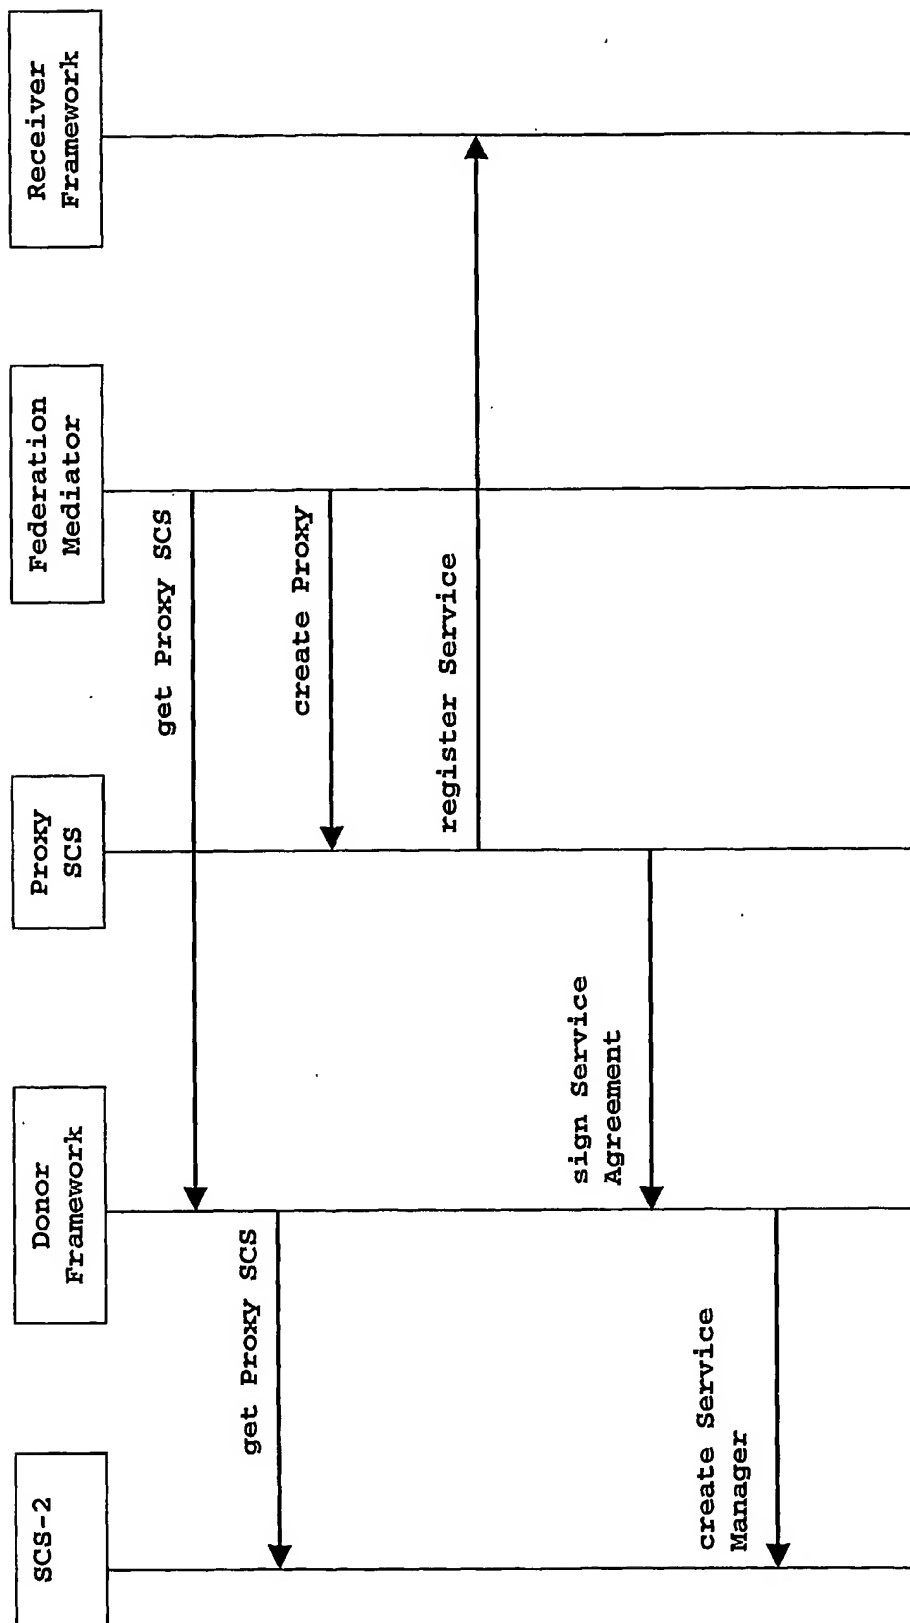 SCS-2
Donor
Framework
Proxy
SCS
Federation
Mediator
Receiver
Framework
get Proxy SCS
get Proxy SCS
create Proxy
register Service
sign Service
Agreement
create Service
Manager